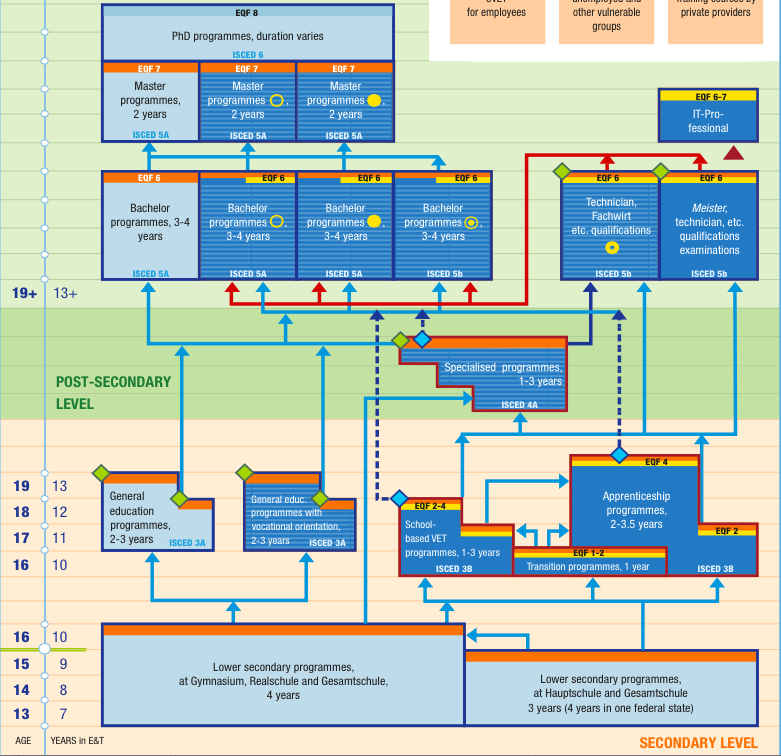 EQF 8
PhD programmes, duration varies
ISCED 6
for employees
unemployed and
other vulnerable
groups
training courses by
private providers
EQF 7
Master
programmes,
2 years
ISCED 5A
EQF 7
Master
programmes ,
2 years
ISCED 5A
EQF 7
Master
programmes ,
2 years
ISCED 5A
EQF 6-7
IT-Pro-
fessional
EQF 6
Bachelor
programmes, 3-4
years
ISCED 5A
EQF 6
Bachelor
programmes ,
3-4 years
ISCED 5A
EQF 6
Bachelor
programmes ,
3-4 years
ISCED 5A
EQF 6
Bachelor
programmes ,
3-4 years
ISCED 5b
EQF 6
Technician,
Fachwirt
etc. qualifications
ISCED 5b
EQF 6
Meister,
technician, etc.
qualifications
examinations
ISCED 5b
19+ 13+
POST-SECONDARY
LEVEL
Specialised programmes,
1-3 years
ISCED 4A
19 13
18 12
17 11
16 10
General
education
programmes,
2-3 years
ISCED 3A
General educ.
programmes with
vocational orientation,
2-3 years
ISCED 3A
EQF 2-4
School-
based VET
programmes, 1-3 years
ISCED 3B
EQF 4
Apprenticeship
programmes,
2-3.5 years
EQF 2
ISCED 3B
EQF 1-2
Transition programmes, 1 year
16 10
15 9
14 8
13 7
Lower secondary programmes,
at Gymnasium, Realschule and Gesamtschule,
4 years
Lower secondary programmes,
at Hauptschule and Gesamtschule
3 years (4 years in one federal state)
AGE YEARS in E&T
SECONDARY LEVEL